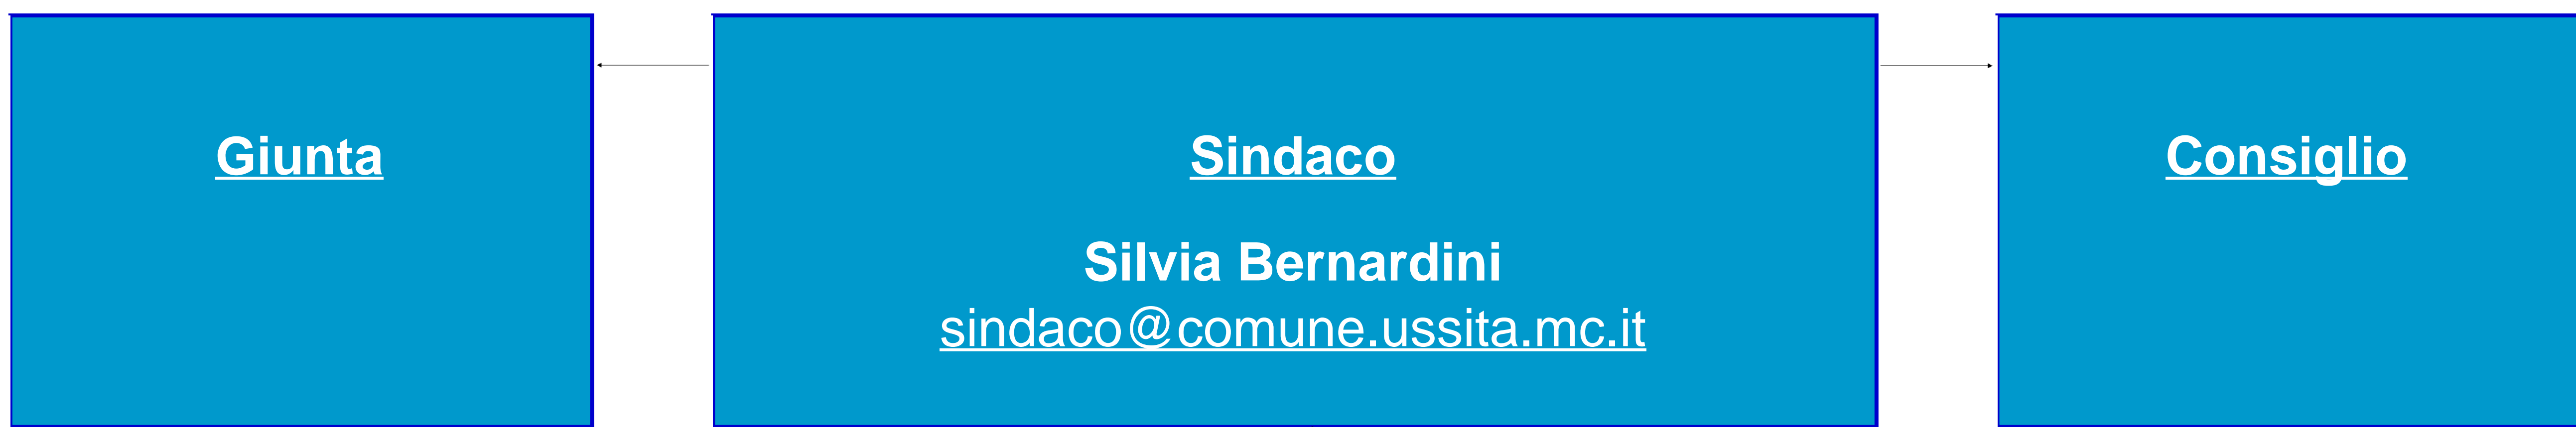 Giunta
Sindaco
Silvia Bernardini
sindaco@comune.ussita.mc.it
Consiglio